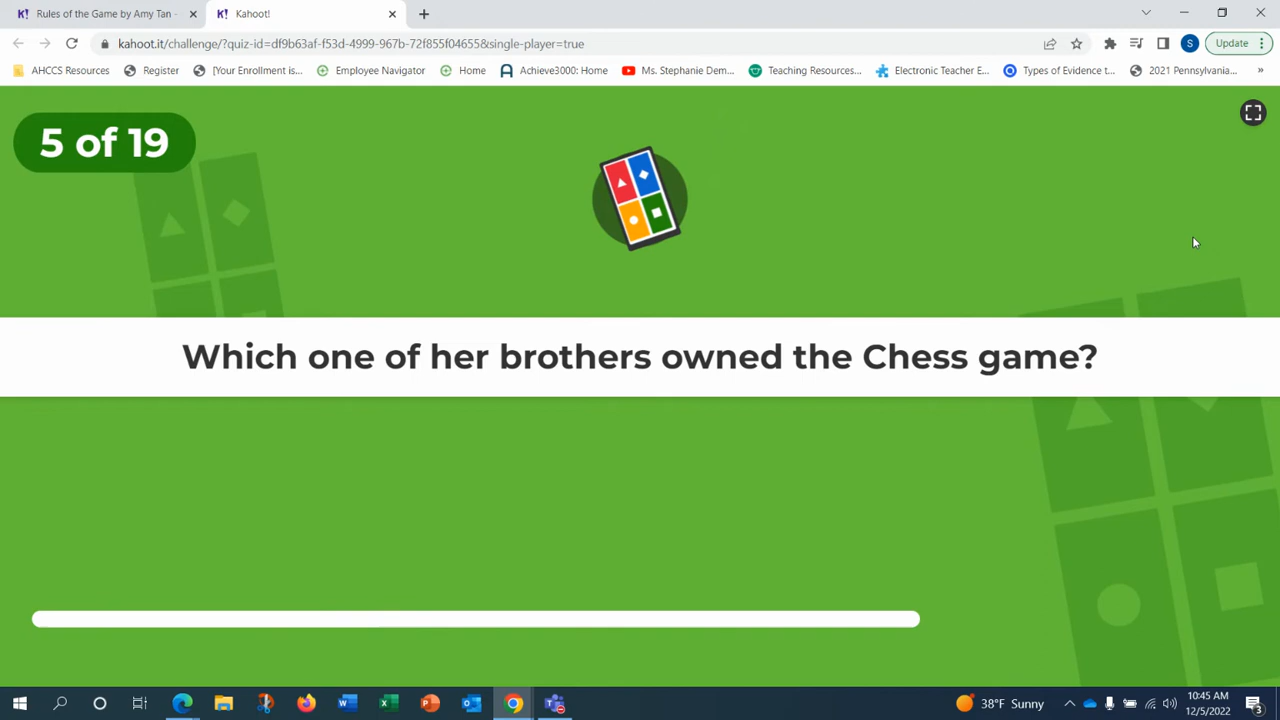 K! Rules of the Game by Amy Tan -
K! Kahoot!
kahoot.it/challenge/?quiz-id=df9b63af-f53d-4999-967b-72f855f04655&single-player=true
Update
AHCCS Resources
Register
[Your Enrollment is...
Employee Navigator
Home
Achieve3000: Home
Ms. Stephanie Dem...
Teaching Resources...
Electronic Teacher E...
Types of Evidence t...
2021 Pennsylvania...
»
S
5 of 19
Which one of her brothers owned the Chess game?
38°F Sunny
10:45 AM
12/5/2022
3